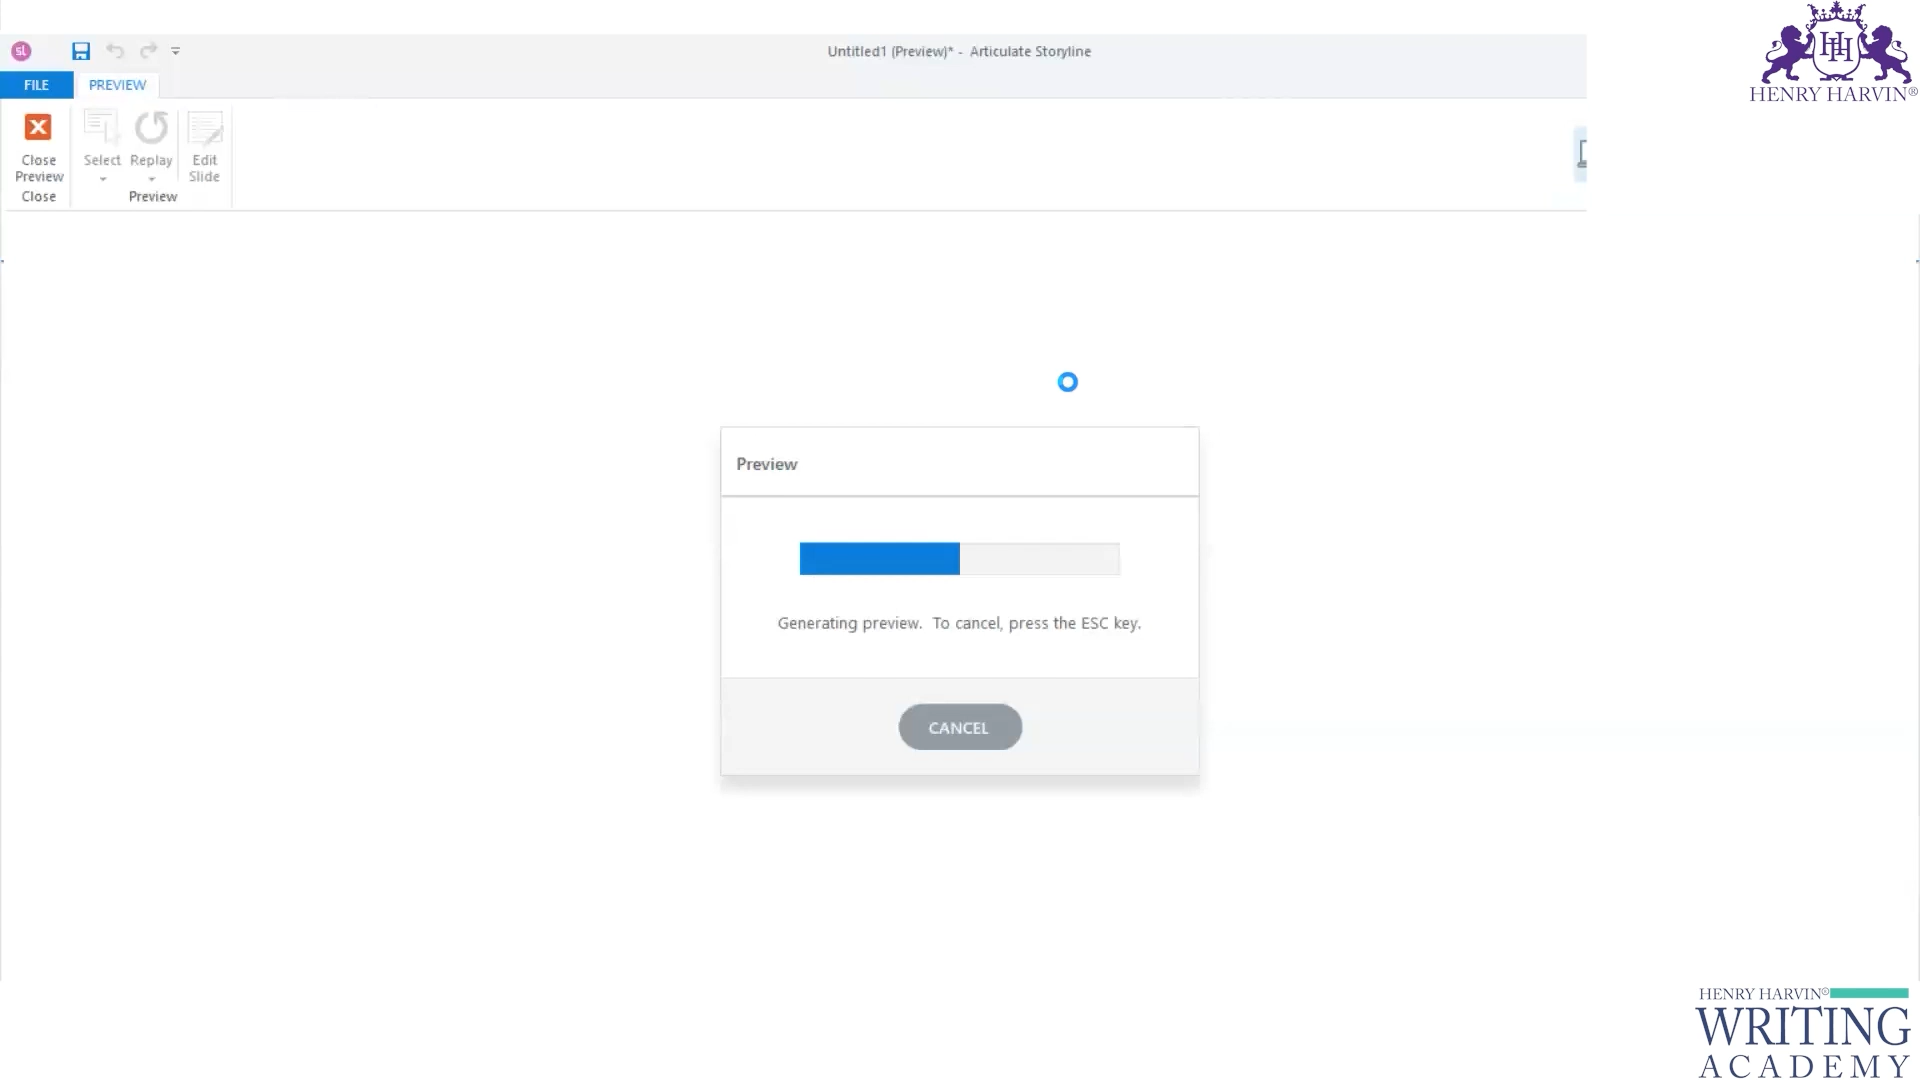 HENRY HARVIN®
sl
Untitled1 (Preview)* - Articulate Storyline
FILE
PREVIEW
Close Preview
Select
Replay
Edit Slide
Close
Preview
Preview
Generating preview. To cancel, press the ESC key.
CANCEL
HENRY HARVIN®
WRITING
ACADEMY